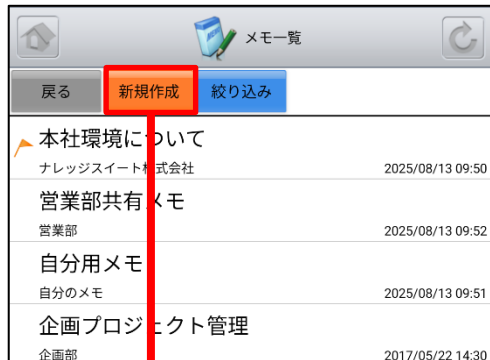 メモ一覧
戻る 新規作成 絞り込み
本社環境について
ナレッジスイート株式会社 2025/08/13 09:50
営業部共有メモ
営業部 2025/08/13 09:52
自分用メモ
自分のメモ 2025/08/13 09:51
企画プロジェクト管理
企画部 2017/05/22 14:30